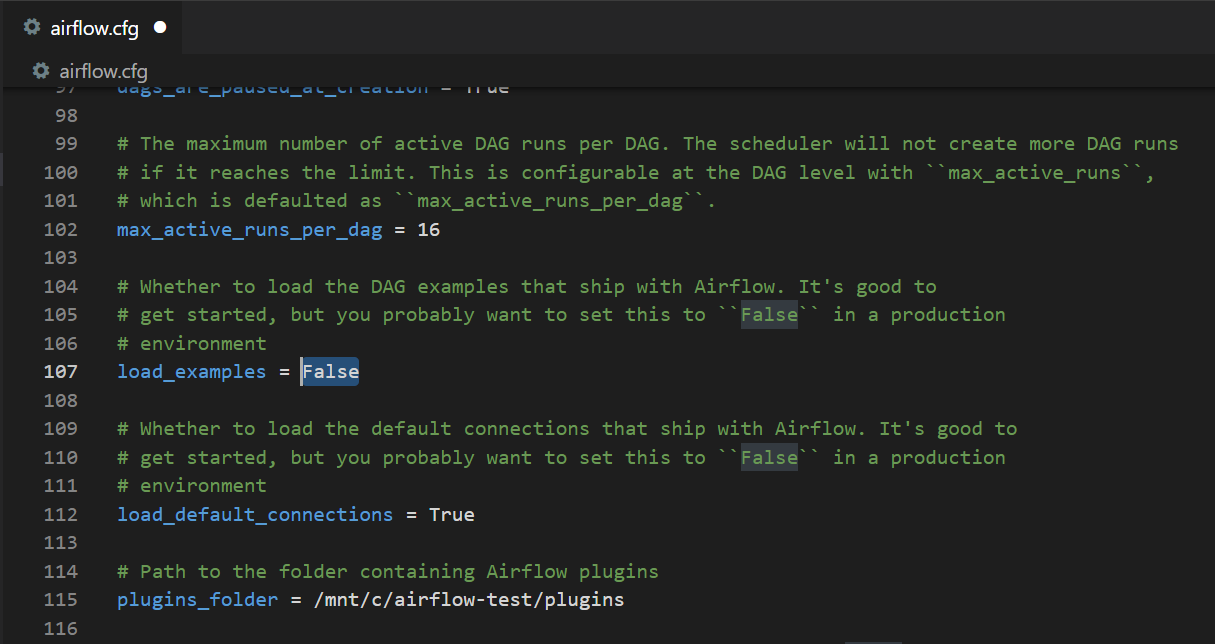 airflow.cfg
airflow.cfg
97 dags_are_paused_at_creation = True
98
99 # The maximum number of active DAG runs per DAG. The scheduler will not create more DAG runs
100 # if it reaches the limit. This is configurable at the DAG level with ``max_active_runs``,
101 # which is defaulted as ``max_active_runs_per_dag``.
102 max_active_runs_per_dag = 16
103
104 # Whether to load the DAG examples that ship with Airflow. It's good to
105 # get started, but you probably want to set this to ``False`` in a production
106 # environment
107 load_examples = False
108
109 # Whether to load the default connections that ship with Airflow. It's good to
110 # get started, but you probably want to set this to ``False`` in a production
111 # environment
112 load_default_connections = True
113
114 # Path to the folder containing Airflow plugins
115 plugins_folder = /mnt/c/airflow-test/plugins
116